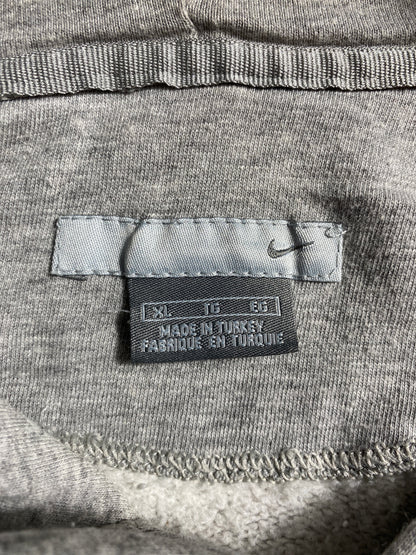 XL TG EG
MADE IN TURKEY
FABRIQUE EN TURQUIE